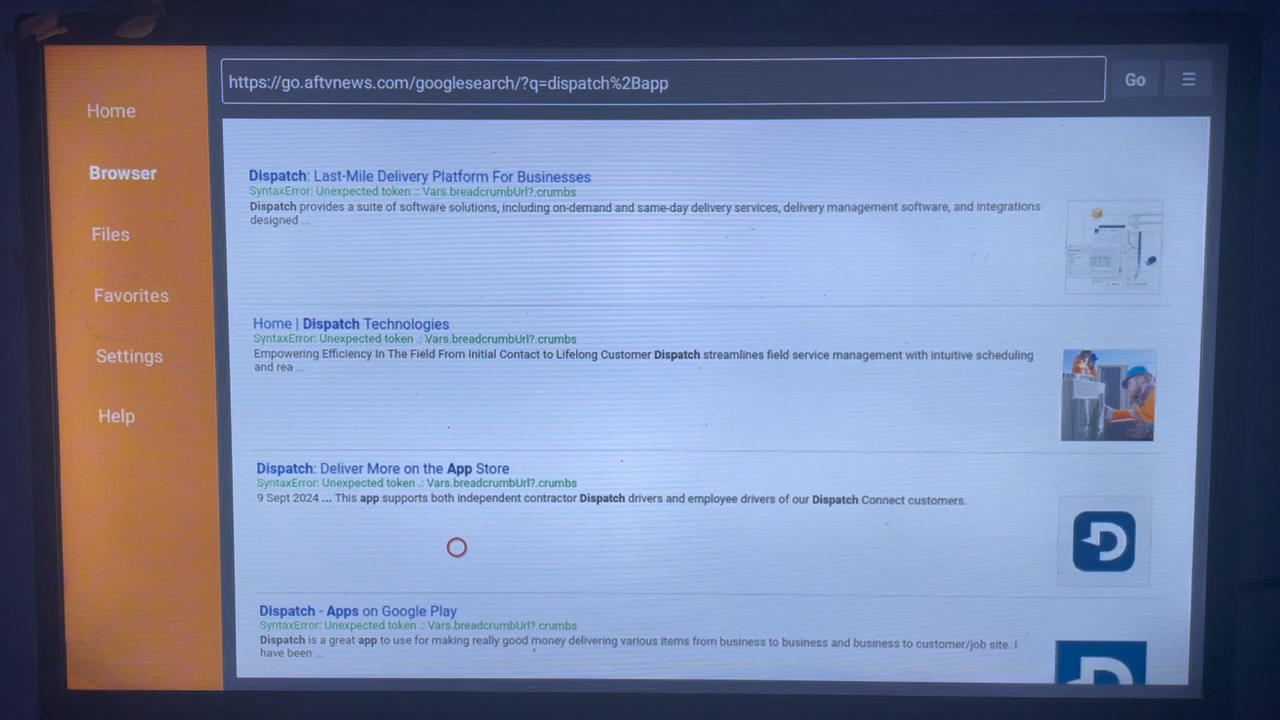 https://go.aftvnews.com/googlesearch/?q=dispatch%2Bapp
Go
Home
Browser
Files
Favorites
Settings
Help
Dispatch: Last-Mile Delivery Platform For Businesses
SyntaxError: Unexpected token .: Vars.breadcrumbUrl?.crumbs
Dispatch provides a suite of software solutions, including on-demand and same-day delivery services, delivery management software, and integrations
designed ...
Home | Dispatch Technologies
SyntaxError: Unexpected token .: Vars.breadcrumbUrl?.crumbs
Empowering Efficiency In The Field From Initial Contact to Lifelong Customer Dispatch streamlines field service management with intuitive scheduling
and rea ...
Dispatch: Deliver More on the App Store
SyntaxError: Unexpected token .: Vars.breadcrumbUrl?.crumbs
9 Sept 2024 ... This app supports both independent contractor Dispatch drivers and employee drivers of our Dispatch Connect customers.
Dispatch - Apps on Google Play
SyntaxError: Unexpected token .: Vars.breadcrumbUrl?.crumbs
Dispatch is a great app to use for making really good money delivering various items from business to business and business to customer/job site. I
have been ...